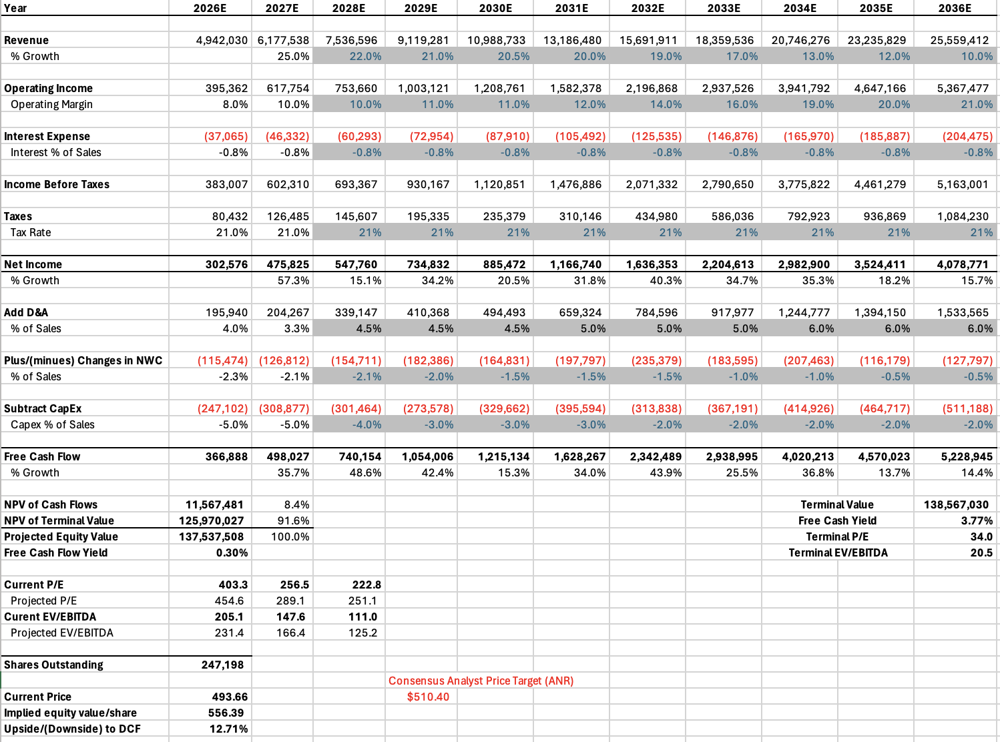 Year 2026E 2027E 2028E 2029E 2030E 2031E 2032E 2033E 2034E 2035E 2036E
Revenue 4,942,030 6,177,538 7,536,596 9,119,281 10,988,733 13,186,480 15,691,911 18,359,536 20,746,276 23,235,829 25,559,412
% Growth 25.0% 22.0% 21.0% 20.5% 20.0% 19.0% 17.0% 13.0% 12.0% 10.0%
Operating Income 395,362 617,754 753,660 1,003,121 1,208,761 1,582,378 2,196,868 2,937,526 3,941,792 4,647,166 5,367,477
Operating Margin 8.0% 10.0% 10.0% 11.0% 11.0% 12.0% 14.0% 16.0% 19.0% 20.0% 21.0%
Interest Expense (37,065) (46,332) (60,293) (72,954) (87,910) (105,492) (125,535) (146,876) (165,970) (185,887) (204,475)
Interest % of Sales -0.8% -0.8% -0.8% -0.8% -0.8% -0.8% -0.8% -0.8% -0.8% -0.8% -0.8%
Income Before Taxes 383,007 602,310 693,367 930,167 1,120,851 1,476,886 2,071,332 2,790,650 3,775,822 4,461,279 5,163,001
Taxes 80,432 126,485 145,607 195,335 235,379 310,146 434,980 586,036 792,923 936,869 1,084,230
Tax Rate 21.0% 21.0% 21% 21% 21% 21% 21% 21% 21% 21% 21%
Net Income 302,576 475,825 547,760 734,832 885,472 1,166,740 1,636,353 2,204,613 2,982,900 3,524,411 4,078,771
% Growth 57.3% 15.1% 34.2% 20.5% 31.8% 40.3% 34.7% 35.3% 18.2% 15.7%
Add D&A 195,940 204,267 339,147 410,368 494,493 659,324 784,596 917,977 1,244,777 1,394,150 1,533,565
% of Sales 4.0% 3.3% 4.5% 4.5% 4.5% 5.0% 5.0% 5.0% 6.0% 6.0% 6.0%
Plus/(minues) Changes in NWC (115,474) (126,812) (154,711) (182,386) (164,831) (197,797) (235,379) (183,595) (207,463) (116,179) (127,797)
% of Sales -2.3% -2.1% -2.1% -2.0% -1.5% -1.5% -1.5% -1.0% -1.0% -0.5% -0.5%
Subtract CapEx (247,102) (308,877) (301,464) (273,578) (329,662) (395,594) (313,838) (367,191) (414,926) (464,717) (511,188)
Capex % of Sales -5.0% -5.0% -4.0% -3.0% -3.0% -3.0% -2.0% -2.0% -2.0% -2.0% -2.0%
Free Cash Flow 366,888 498,027 740,154 1,054,006 1,215,134 1,628,267 2,342,489 2,938,995 4,020,213 4,570,023 5,228,945
% Growth 35.7% 48.6% 42.4% 15.3% 34.0% 43.9% 25.5% 36.8% 13.7% 14.4%
NPV of Cash Flows 11,567,481 8.4% Terminal Value 138,567,030
NPV of Terminal Value 125,970,027 91.6% Free Cash Yield 3.77%
Projected Equity Value 137,537,508 100.0% Terminal P/E 34.0
Free Cash Flow Yield 0.30% Terminal EV/EBITDA 20.5
Current P/E 403.3 256.5 222.8
Projected P/E 454.6 289.1 251.1
Curent EV/EBITDA 205.1 147.6 111.0
Projected EV/EBITDA 231.4 166.4 125.2
Shares Outstanding 247,198
Consensus Analyst Price Target (ANR)
Current Price 493.66 $510.40
Implied equity value/share 556.39
Upside/(Downside) to DCF 12.71%